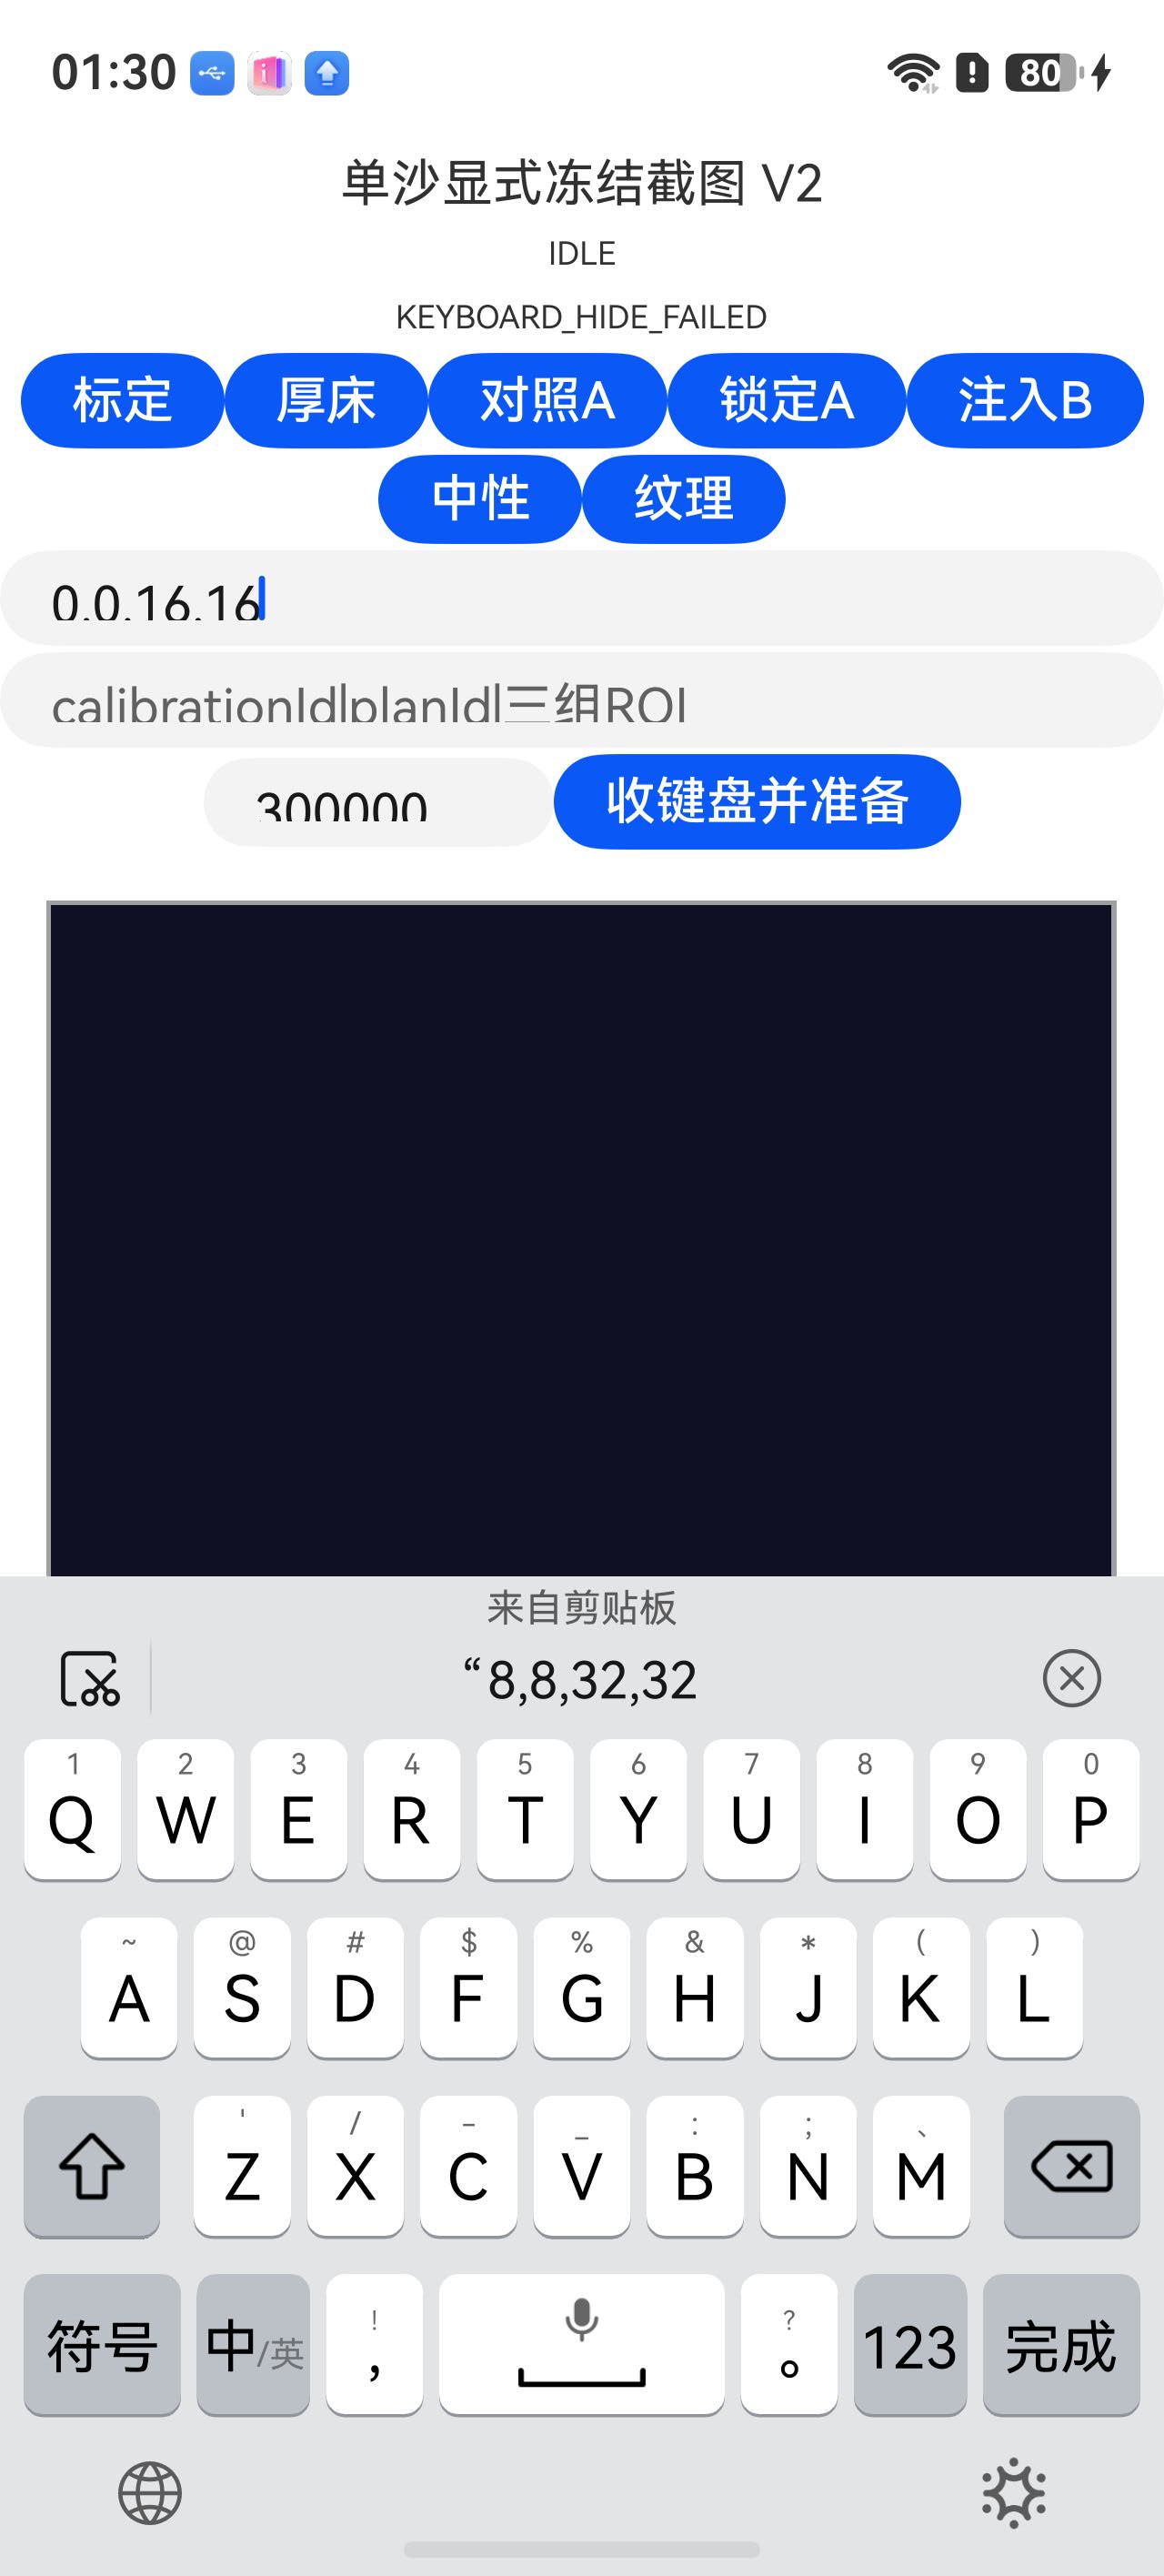 01:30 80
单沙显式冻结截图 V2
IDLE
KEYBOARD_HIDE_FAILED
标定 厚床 对照A 锁定A 注入B
中性 纹理
0,0,16,16
calibrationId|planId|三组ROI
300000 收键盘并准备
来自剪贴板
“8,8,32,32
1 2 3 4 5 6 7 8 9 0
Q W E R T Y U I O P
~ @ # $ % & * ( )
A S D F G H J K L
' / - _ : ; 、
Z X C V B N M
! ?
符号 中/英 , 。 123 完成